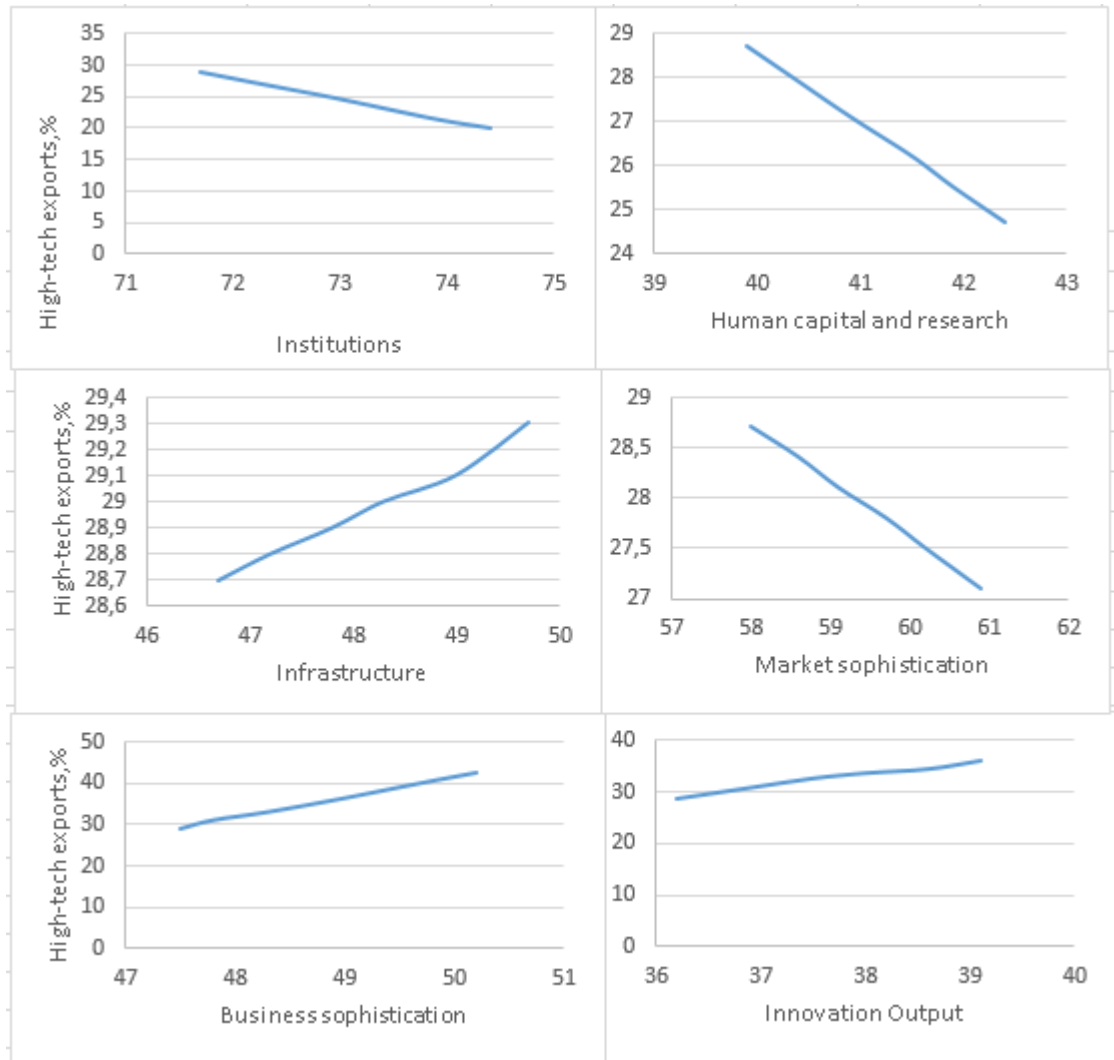 High-tech exports,%
35
30
25
20
15
10
5
0
71 72 73 74 75
Institutions
29
28
27
26
25
24
39 40 41 42 43
Human capital and research
High-tech exports,%
29,4
29,3
29,2
29,1
29
28,9
28,8
28,7
28,6
46 47 48 49 50
Infrastructure
29
28,5
28
27,5
27
57 58 59 60 61 62
Market sophistication
High-tech exports,%
50
40
30
20
10
0
47 48 49 50 51
Business sophistication
40
30
20
10
0
36 37 38 39 40
Innovation Output